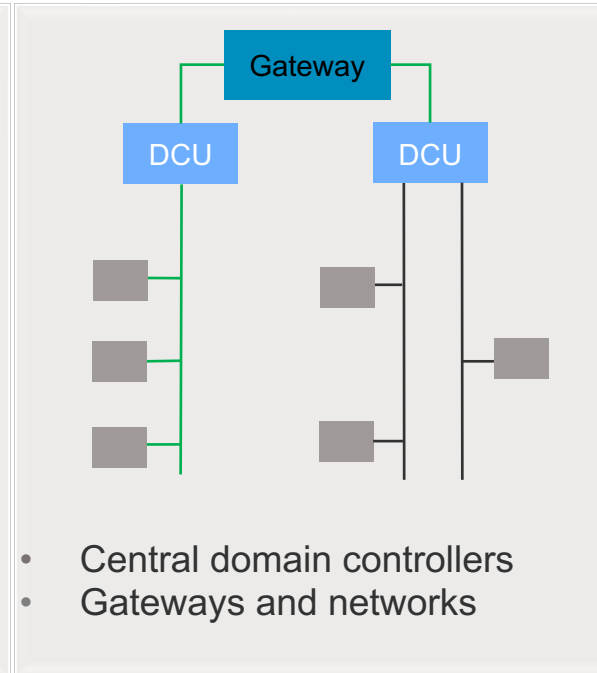 Gateway
DCU DCU
• Central domain controllers
• Gateways and networks